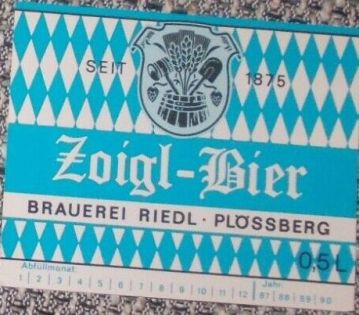 SEIT 1875
Zoigl-Bier
BRAUEREI RIEDL · PLÖSSBERG
0,5 L
Abfüllmonat: Jahr:
1 2 3 4 5 6 7 8 9 10 11 12 87 88 89 90